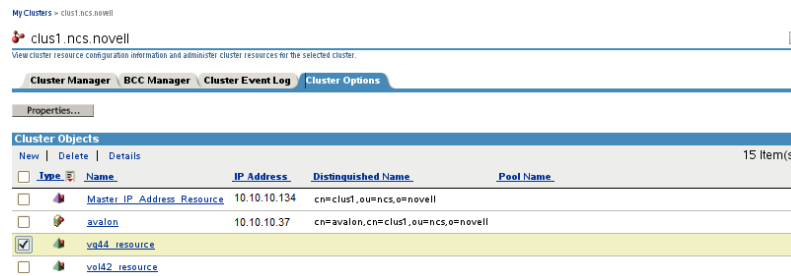 My Clusters > clus1.ncs.novell
clus1.ncs.novell
View cluster resource configuration information and administer cluster resources for the selected cluster.
Cluster Manager BCC Manager Cluster Event Log Cluster Options
Properties...
Cluster Objects
New | Delete | Details 15 Item(s
Type Name IP Address Distinguished Name Pool Name
Master_IP_Address_Resource 10.10.10.134 cn=clus1,ou=ncs,o=novell
avalon 10.10.10.37 cn=avalon,cn=clus1,ou=ncs,o=novell
vg44_resource
vol42_resource